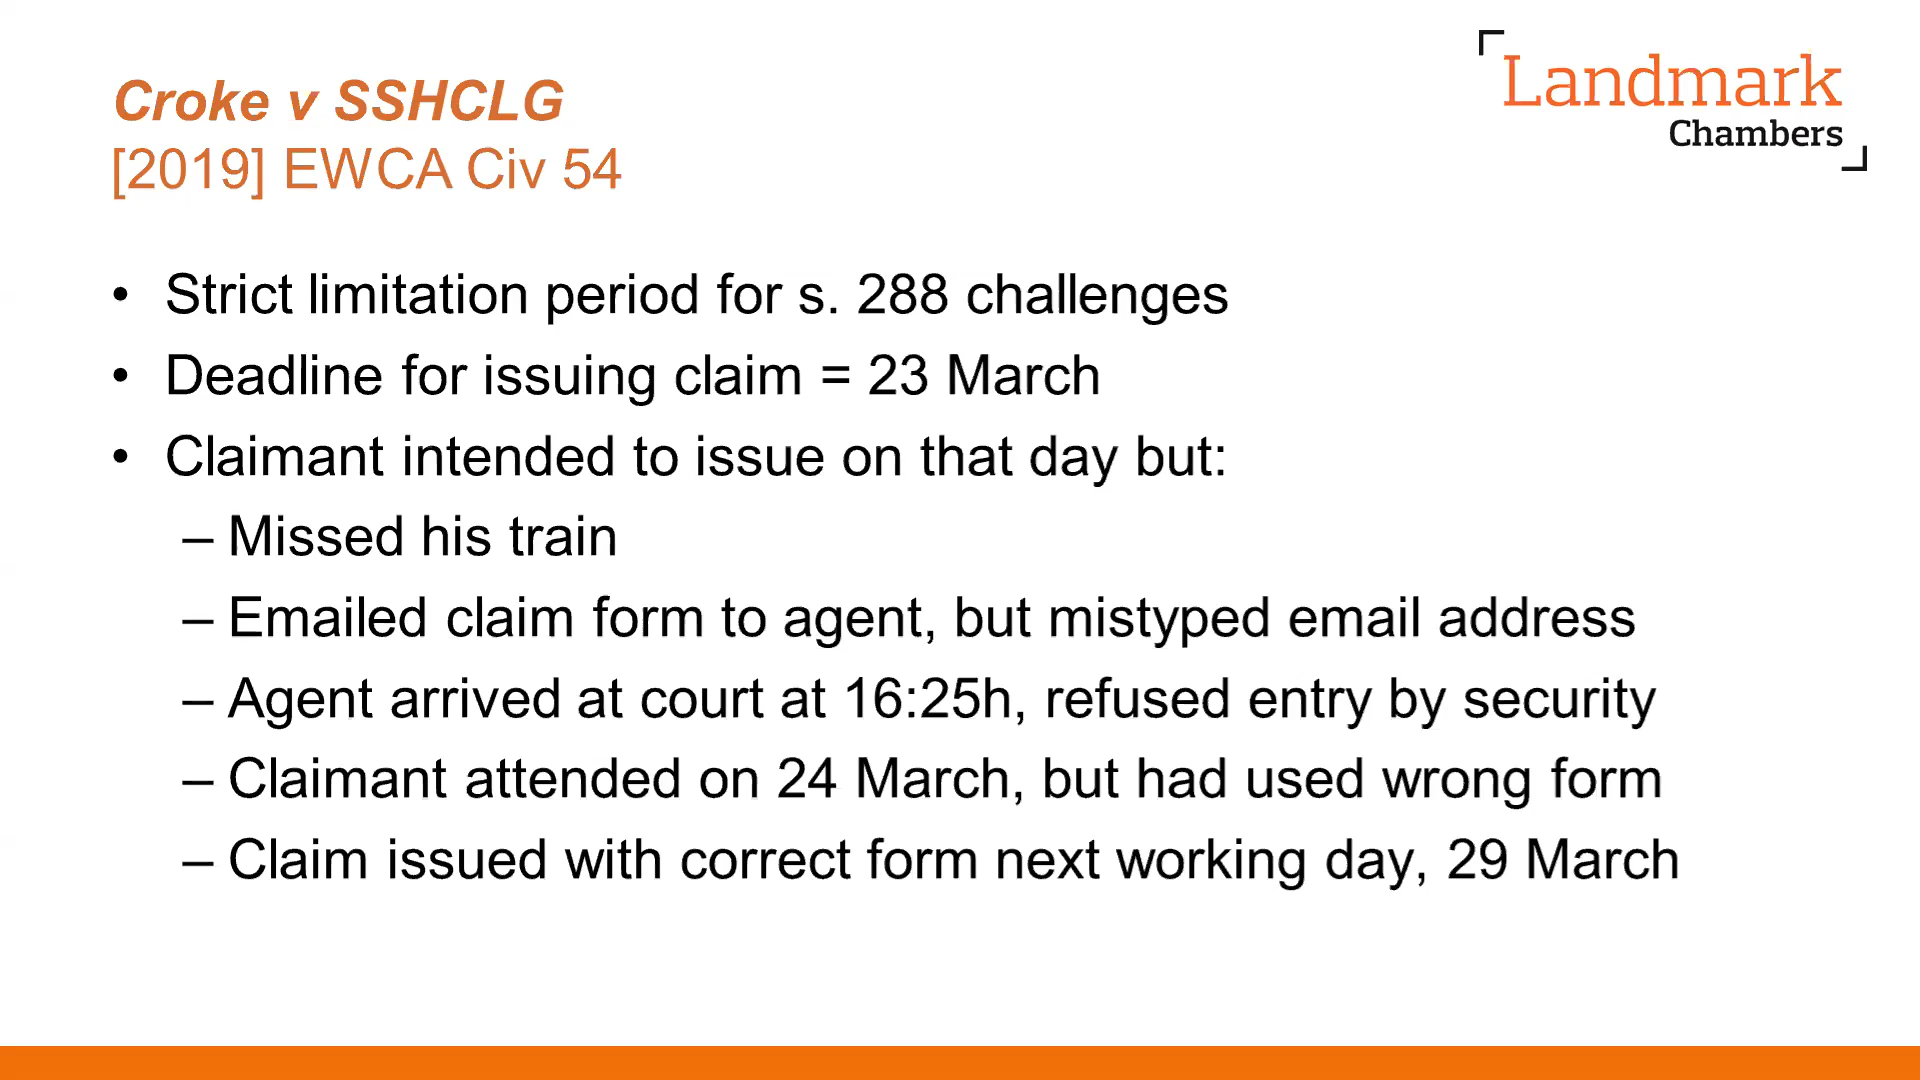 Croke v SSHCLG
[2019] EWCA Civ 54
Landmark
Chambers
• Strict limitation period for s. 288 challenges
• Deadline for issuing claim = 23 March
• Claimant intended to issue on that day but:
– Missed his train
– Emailed claim form to agent, but mistyped email address
– Agent arrived at court at 16:25h, refused entry by security
– Claimant attended on 24 March, but had used wrong form
– Claim issued with correct form next working day, 29 March